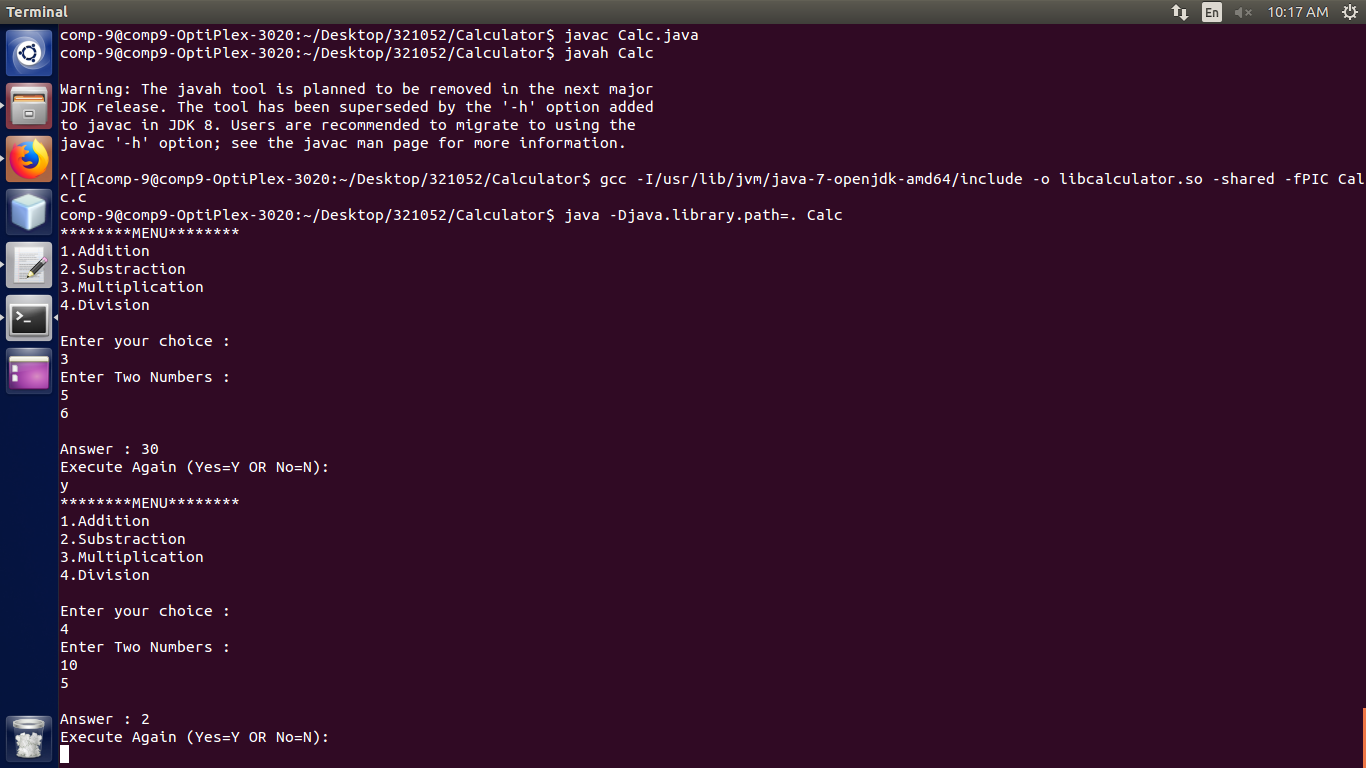 Terminal
En
10:17 AM
comp-9@comp9-OptiPlex-3020:~/Desktop/321052/Calculator$ javac Calc.java
comp-9@comp9-OptiPlex-3020:~/Desktop/321052/Calculator$ javah Calc
Warning: The javah tool is planned to be removed in the next major
JDK release. The tool has been superseded by the '-h' option added
to javac in JDK 8. Users are recommended to migrate to using the
javac '-h' option; see the javac man page for more information.
^[[Acomp-9@comp9-OptiPlex-3020:~/Desktop/321052/Calculator$ gcc -I/usr/lib/jvm/java-7-openjdk-amd64/include -o libcalculator.so -shared -fPIC Cal
c.c
comp-9@comp9-OptiPlex-3020:~/Desktop/321052/Calculator$ java -Djava.library.path=. Calc
********MENU********
1.Addition
2.Substraction
3.Multiplication
4.Division
Enter your choice :
3
Enter Two Numbers :
5
6
Answer : 30
Execute Again (Yes=Y OR No=N):
y
********MENU********
1.Addition
2.Substraction
3.Multiplication
4.Division
Enter your choice :
4
Enter Two Numbers :
10
5
Answer : 2
Execute Again (Yes=Y OR No=N):